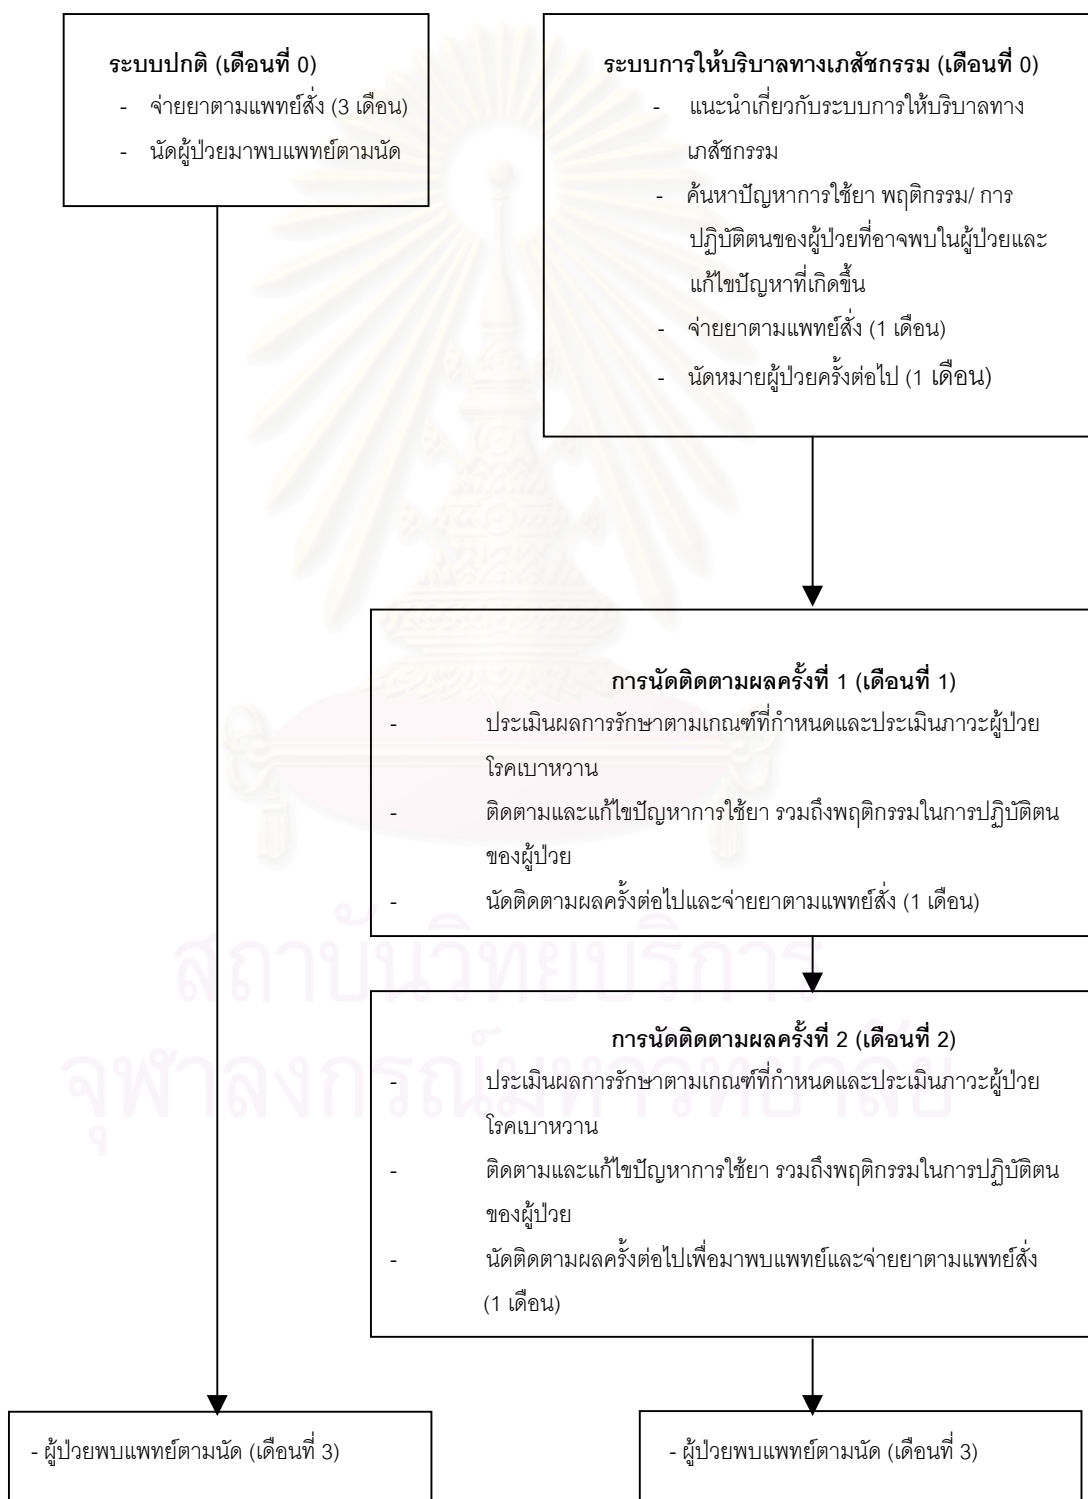 ระบบปกติ (เดือนที่ 0)
- จ่ายยาตามแพทย์สั่ง (3 เดือน)
- นัดผู้ป่วยมาพบแพทย์ตามนัด
ระบบการให้บริบาลทางเภสัชกรรม (เดือนที่ 0)
- แนะนำเกี่ยวกับระบบการให้บริบาลทาง
เภสัชกรรม
- ค้นหาปัญหาการใช้ยา พฤติกรรม/ การ
ปฏิบัติตนของผู้ป่วยที่อาจพบในผู้ป่วยและ
แก้ไขปัญหาที่เกิดขึ้น
- จ่ายยาตามแพทย์สั่ง (1 เดือน)
- นัดหมายผู้ป่วยครั้งต่อไป (1 เดือน)
การนัดติดตามผลครั้งที่ 1 (เดือนที่ 1)
- ประเมินผลการรักษาตามเกณฑ์ที่กำหนดและประเมินภาวะผู้ป่วย
โรคเบาหวาน
- ติดตามและแก้ไขปัญหาการใช้ยา รวมถึงพฤติกรรมในการปฏิบัติตน
ของผู้ป่วย
- นัดติดตามผลครั้งต่อไปและจ่ายยาตามแพทย์สั่ง (1 เดือน)
สถาบันวิทยบริการ
จุฬาลงกรณ์มหาวิทยาลัย
การนัดติดตามผลครั้งที่ 2 (เดือนที่ 2)
- ประเมินผลการรักษาตามเกณฑ์ที่กำหนดและประเมินภาวะผู้ป่วย
โรคเบาหวาน
- ติดตามและแก้ไขปัญหาการใช้ยา รวมถึงพฤติกรรมในการปฏิบัติตน
ของผู้ป่วย
- นัดติดตามผลครั้งต่อไปเพื่อมาพบแพทย์และจ่ายยาตามแพทย์สั่ง
(1 เดือน)
- ผู้ป่วยพบแพทย์ตามนัด (เดือนที่ 3)
- ผู้ป่วยพบแพทย์ตามนัด (เดือนที่ 3)